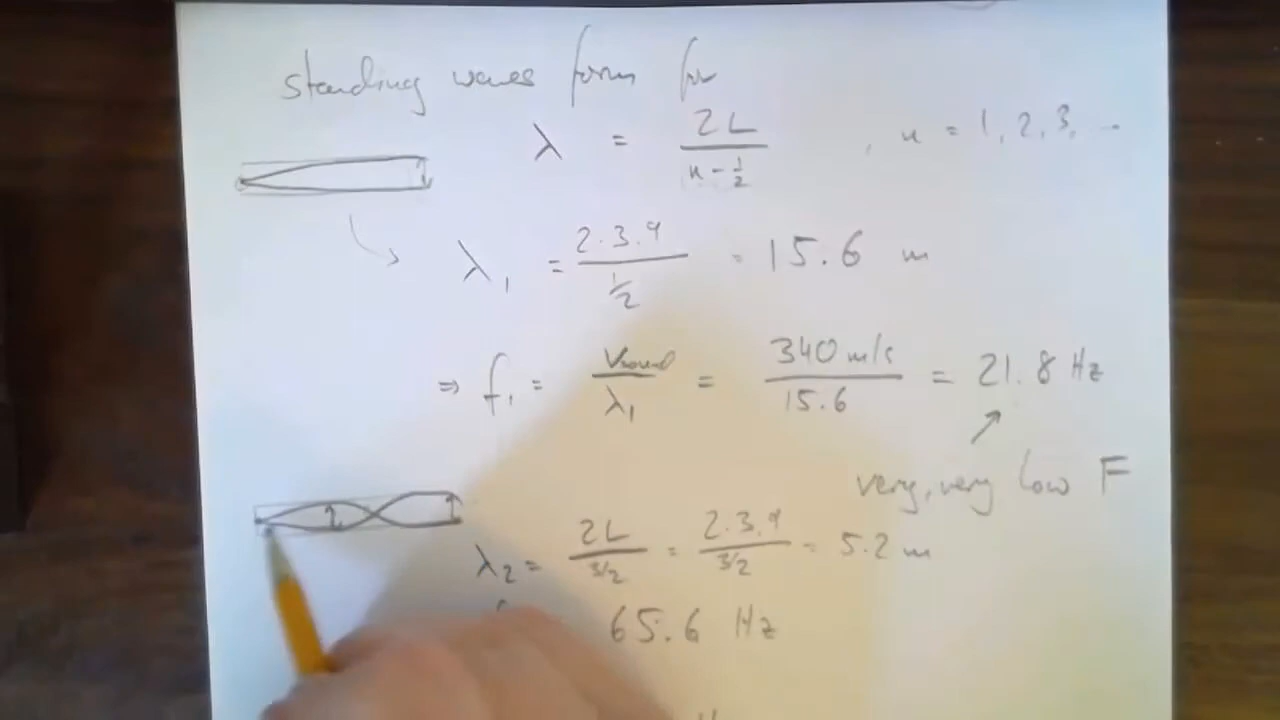 standing waves form for
λ = 2L / (n - 1/2) , n = 1, 2, 3, ...
λ₁ = 2·3.9 / (1/2) = 15.6 m
⇒ f₁ = Vsound / λ₁ = 340 m/s / 15.6 = 21.8 Hz
very, very low F
λ₂ = 2L / (3/2) = 2·3.9 / (3/2) = 5.2 m
65.6 Hz